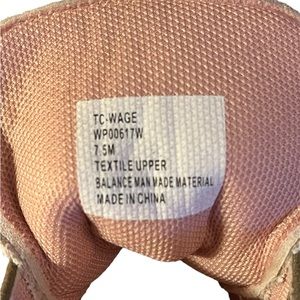 TC-WAGE
WP00617W
7.5M
TEXTILE UPPER
BALANCE MAN MADE MATERIAL
MADE IN CHINA